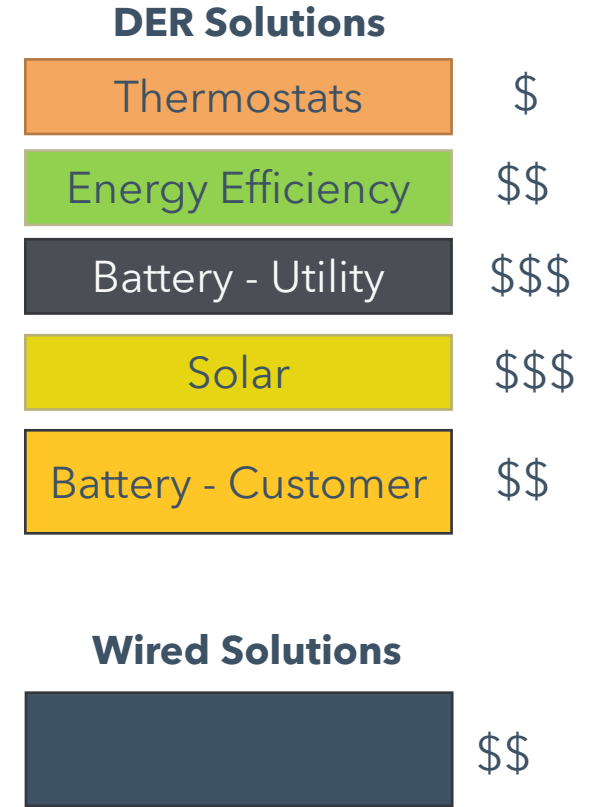 DER Solutions
Thermostats $
Energy Efficiency $$
Battery - Utility $$$
Solar $$$
Battery - Customer $$
Wired Solutions
$$